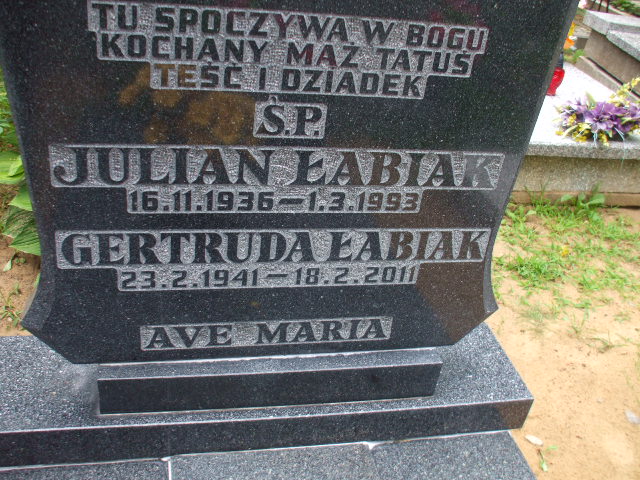 TU SPOCZYWA W BOGU
KOCHANY MĄŻ TATUŚ
TEŚĆ I DZIADEK
Ś.P.
JULIAN ŁABIAK
16.11.1936–1.3.1993
GERTRUDA ŁABIAK
23.2.1941–18.2.2011
AVE MARIA